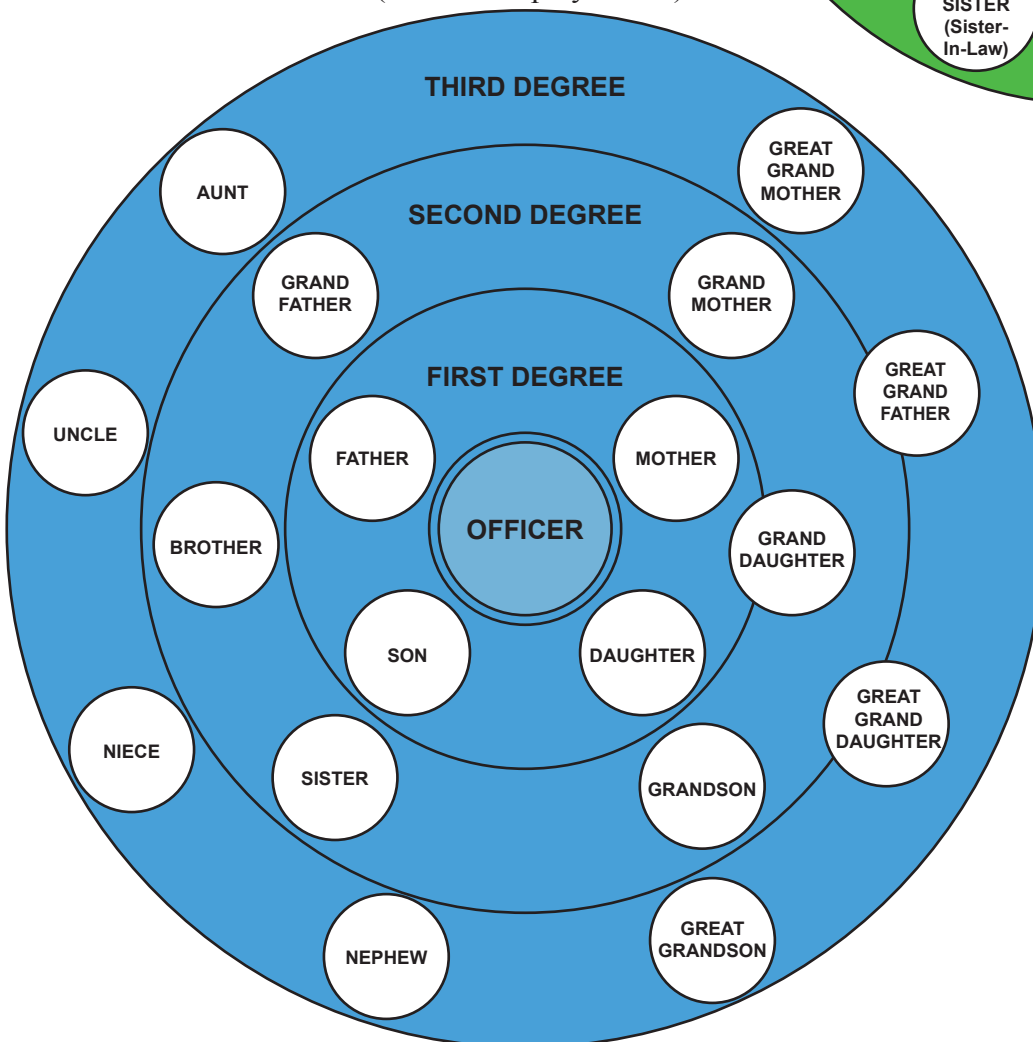 SISTER
(Sister-
In-Law)
THIRD DEGREE
GREAT
GRAND
MOTHER
AUNT
SECOND DEGREE
GRAND
FATHER
GRAND
MOTHER
FIRST DEGREE
GREAT
GRAND
FATHER
UNCLE
FATHER
MOTHER
OFFICER
BROTHER
GRAND
DAUGHTER
SON
DAUGHTER
GREAT
GRAND
DAUGHTER
NIECE
SISTER
GRANDSON
NEPHEW
GREAT
GRANDSON